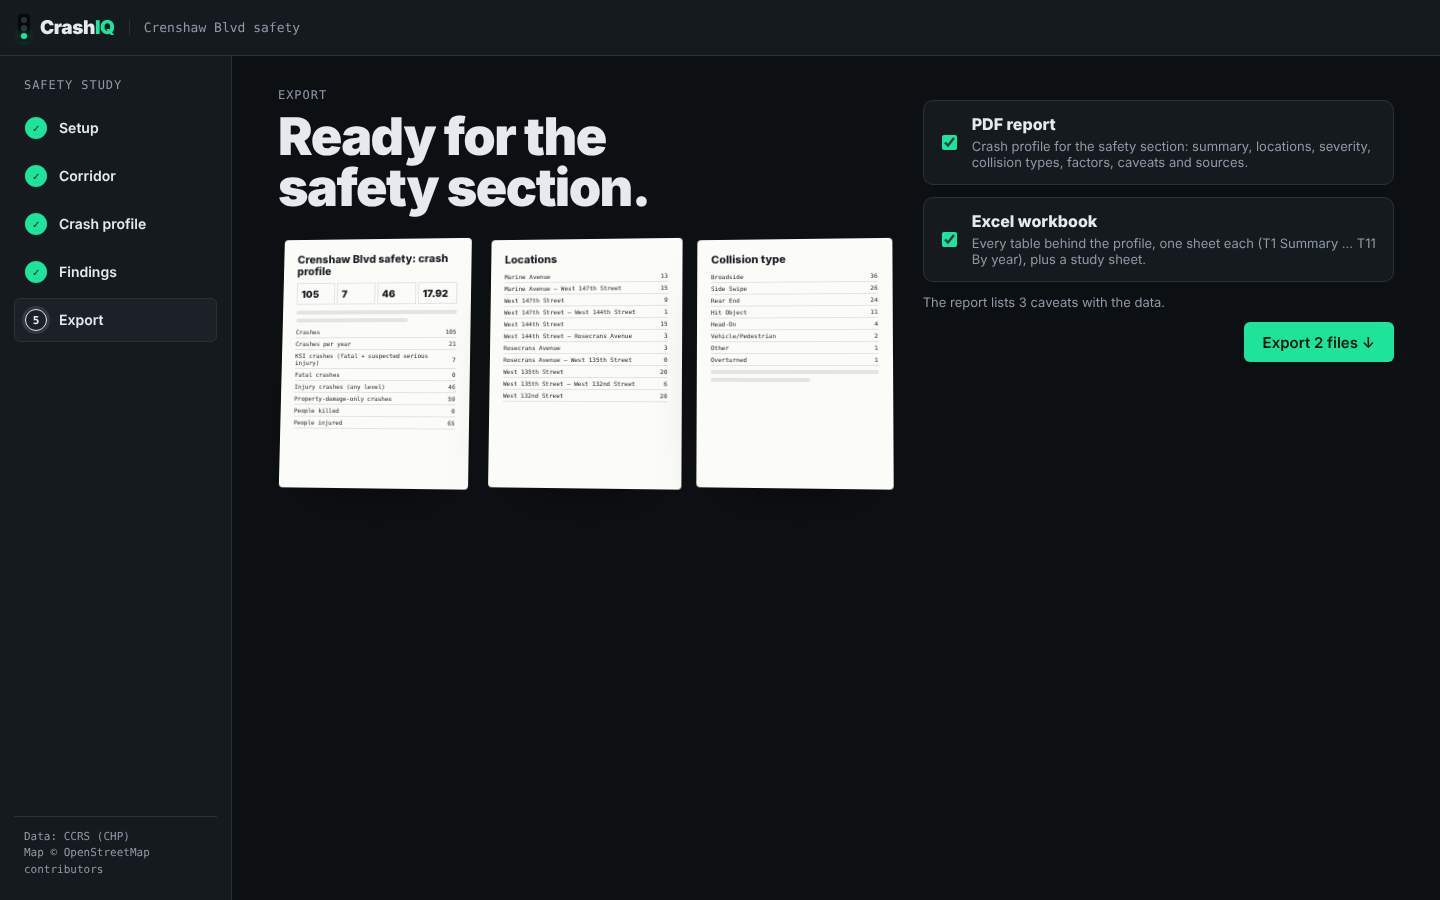 CrashIQ
Crenshaw Blvd safety
SAFETY STUDY
✓ Setup
✓ Corridor
✓ Crash profile
✓ Findings
5 Export
Data: CCRS (CHP)
Map © OpenStreetMap
contributors
EXPORT
Ready for the
safety section.
Crenshaw Blvd safety: crash
profile
105 7 46 17.92
Crashes 105
Crashes per year 21
KSI crashes (fatal + suspected serious
injury) 7
Fatal crashes 0
Injury crashes (any level) 46
Property-damage-only crashes 59
People killed 0
People injured 65
Locations
Marine Avenue 13
Marine Avenue – West 147th Street 15
West 147th Street 9
West 147th Street – West 144th Street 1
West 144th Street 15
West 144th Street – Rosecrans Avenue 3
Rosecrans Avenue 3
Rosecrans Avenue – West 135th Street 0
West 135th Street 20
West 135th Street – West 132nd Street 6
West 132nd Street 20
Collision type
Broadside 36
Side Swipe 26
Rear End 24
Hit Object 11
Head-On 4
Vehicle/Pedestrian 2
Other 1
Overturned 1
PDF report
Crash profile for the safety section: summary, locations, severity,
collision types, factors, caveats and sources.
Excel workbook
Every table behind the profile, one sheet each (T1 Summary ... T11
By year), plus a study sheet.
The report lists 3 caveats with the data.
Export 2 files ↓